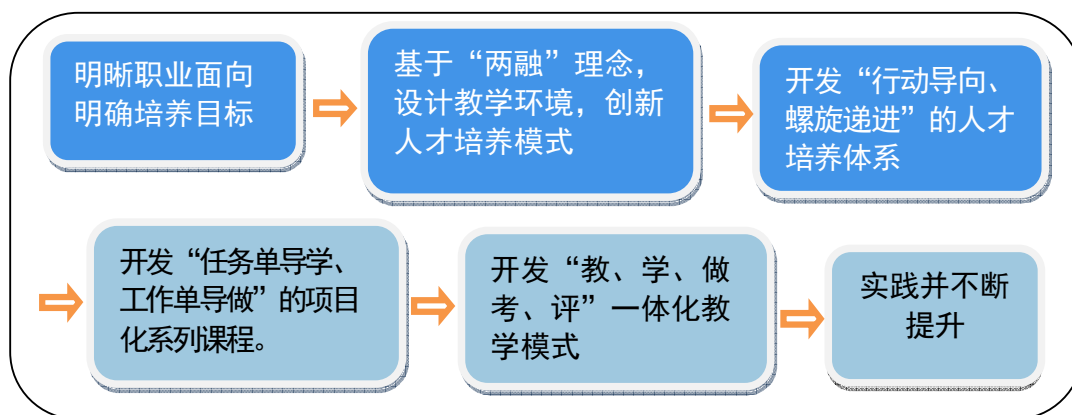 明晰职业面向
明确培养目标
基于“两融”理念，
设计教学环境，创新
人才培养模式
开发“行动导向、
螺旋递进”的人才
培养体系
开发“任务单导学、
工作单导做”的项目
化系列课程。
开发“教、学、做
考、评”一体化教
学模式
实践并不断
提升